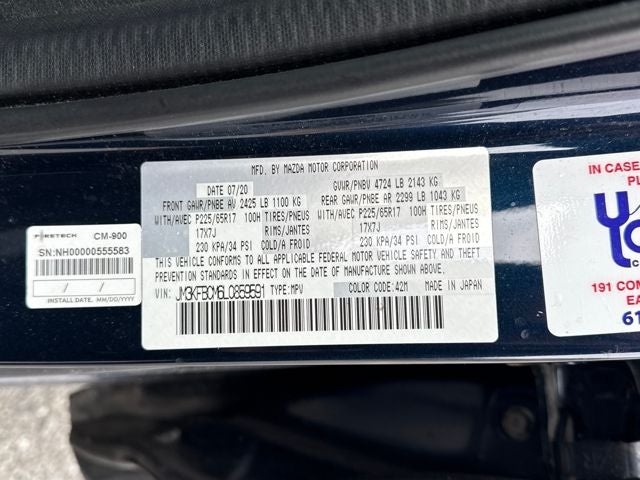 MFD. BY MAZDA MOTOR CORPORATION
DATE 07/20 GVWR/PNBV 4724 LB 2143 KG
FRONT GAWR/PNBE AV 2425 LB 1100 KG REAR GAWR/PNBE AR 2299 LB 1043 KG
WITH/AVEC P225/65R17 100H TIRES/PNEUS WITH/AVEC P225/65R17 100H TIRES/PNEUS
17X7J RIMS/JANTES 17X7J RIMS/JANTES
230 KPA/34 PSI COLD/A FROID 230 KPA/34 PSI COLD/A FROID
THIS VEHICLE CONFORMS TO ALL APPLICABLE FEDERAL MOTOR VEHICLE SAFETY AND THEFT
PREVENTION STANDARDS IN EFFECT ON THE DATE OF MANUFACTURE SHOWN ABOVE.
VIN: JM3KFBCM6L0859591 TYPE:MPV COLOR CODE:42M MADE IN JAPAN
CM-900
SN:NH00000555583
/ /
INSTALL DATE. MM/DD/YYYY
IN CASE
PL
191 COM
EA
61